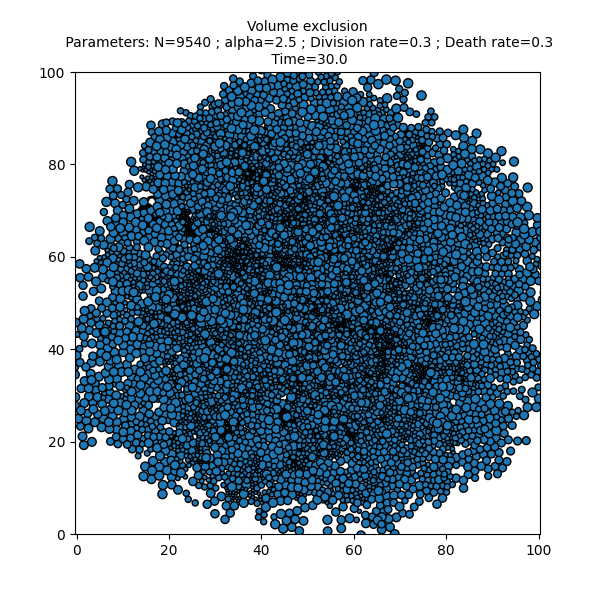 Volume exclusion
Parameters: N=9540 ; alpha=2.5 ; Division rate=0.3 ; Death rate=0.3
Time=30.0
100
80
60
40
20
0
0 20 40 60 80 100